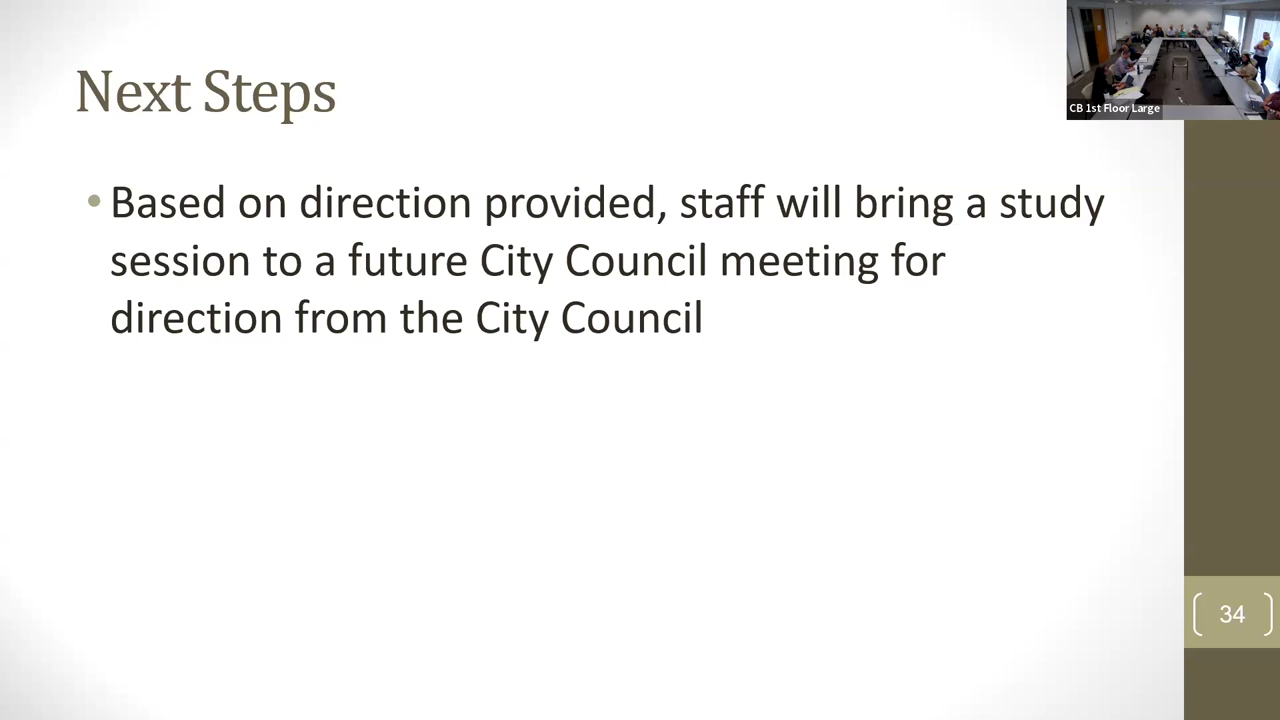 Next Steps
CB 1st Floor Large
• Based on direction provided, staff will bring a study
session to a future City Council meeting for
direction from the City Council
34